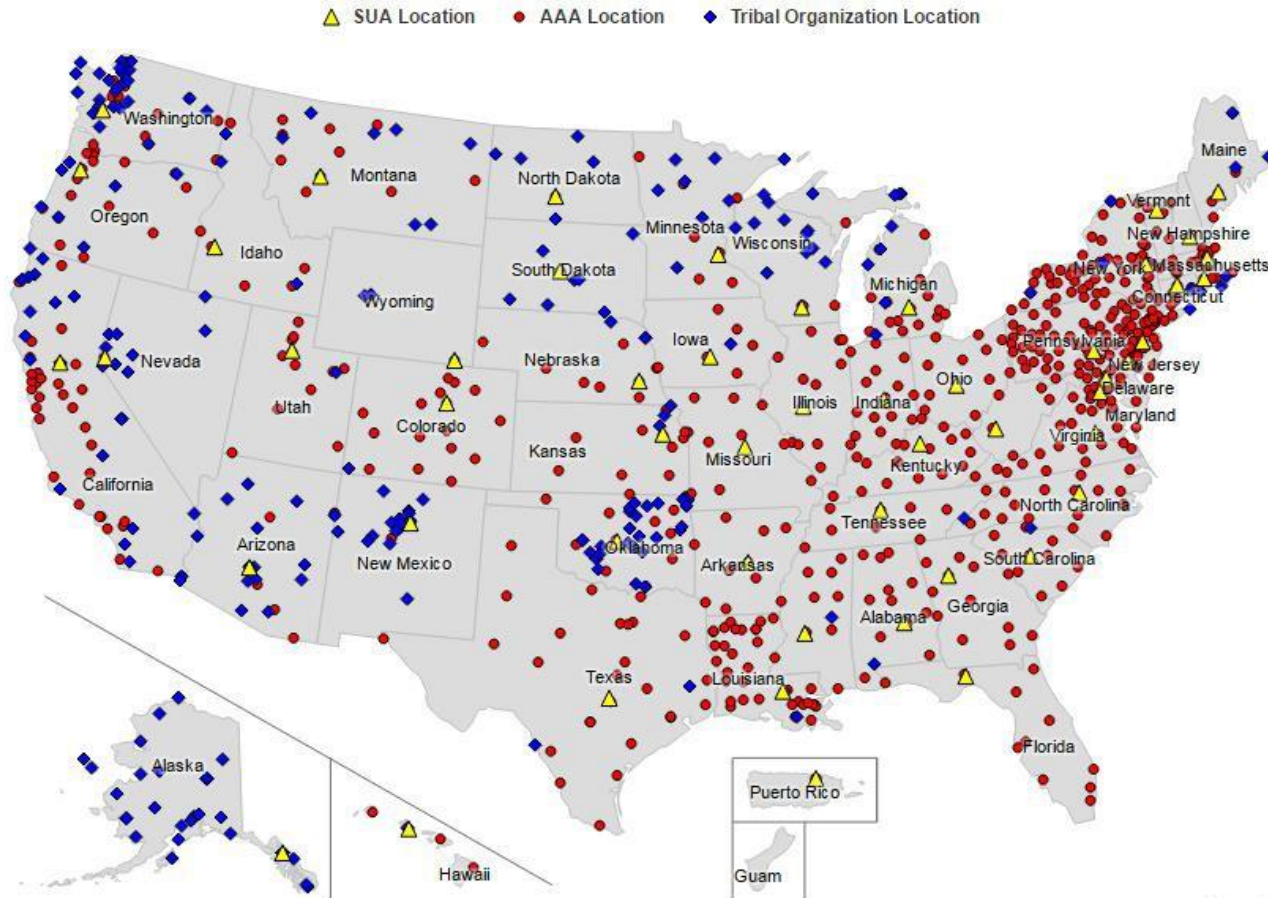 SUA Location AAA Location Tribal Organization Location
Washington
Maine
Montana
North Dakota
Vermont
Oregon
Minnesota
New Hampshire
Idaho
Wisconsin
South Dakota
New York
Massachusetts
Michigan
Wyoming
Connecticut
Pennsylvania
Iowa
Nevada
Nebraska
New Jersey
Ohio
Delaware
Utah
Illinois
Indiana
Maryland
Colorado
Virginia
Kansas
Missouri
Kentucky
California
North Carolina
Tennessee
Arizona
Oklahoma
South Carolina
New Mexico
Arkansas
Georgia
Alabama
Texas
Louisiana
Florida
Alaska
Puerto Rico
Hawaii
Guam